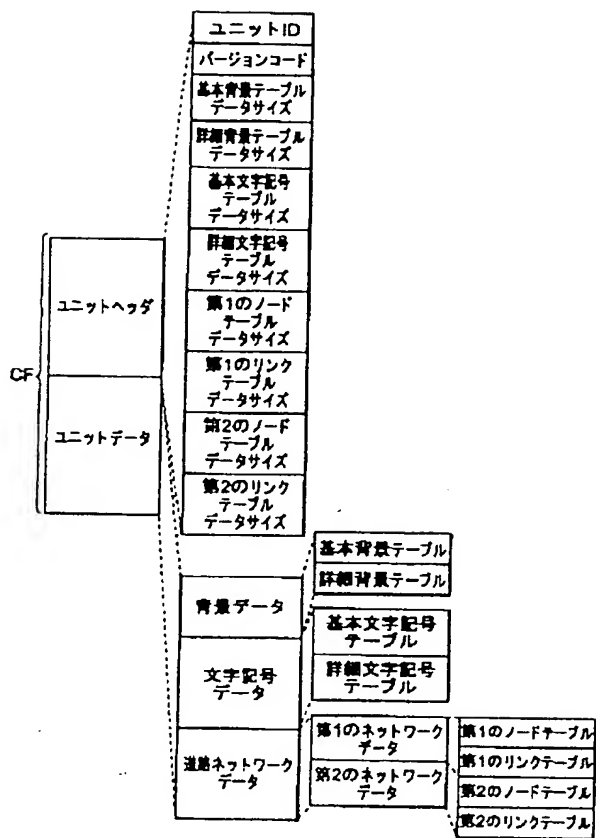 ユニットID
バージョンコード
基本背景テーブル
データサイズ
詳細背景テーブル
データサイズ
基本文字記号
テーブル
データサイズ
詳細文字記号
テーブル
データサイズ
第1のノード
テーブル
データサイズ
第1のリンク
テーブル
データサイズ
第2のノード
テーブル
データサイズ
第2のリンク
テーブル
データサイズ
CF
ユニットヘッダ
ユニットデータ
背景データ
文字記号
データ
道路ネットワーク
データ
基本背景テーブル
詳細背景テーブル
基本文字記号
テーブル
詳細文字記号
テーブル
第1のネットワーク
データ
第2のネットワーク
データ
第1のノードテーブル
第1のリンクテーブル
第2のノードテーブル
第2のリンクテーブル